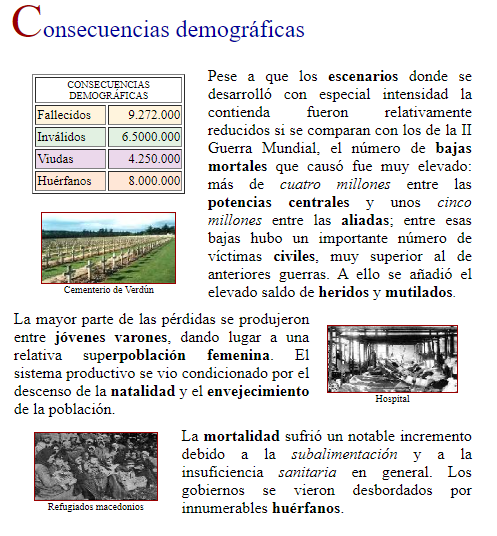 Consecuencias demográficas
CONSECUENCIAS
DEMOGRÁFICAS
Fallecidos 9.272.000
Inválidos 6.5000.000
Viudas 4.250.000
Huérfanos 8.000.000
Cementerio de Verdún
Pese a que los escenarios donde se
desarrolló con especial intensidad la
contienda fueron relativamente
reducidos si se comparan con los de la II
Guerra Mundial, el número de bajas
mortales que causó fue muy elevado:
más de cuatro millones entre las
potencias centrales y unos cinco
millones entre las aliadas; entre esas
bajas hubo un importante número de
víctimas civiles, muy superior al de
anteriores guerras. A ello se añadió el
elevado saldo de heridos y mutilados.
La mayor parte de las pérdidas se produjeron
entre jóvenes varones, dando lugar a una
relativa superpoblación femenina. El
sistema productivo se vio condicionado por el
descenso de la natalidad y el envejecimiento
de la población.
Hospital
Refugiados macedonios
La mortalidad sufrió un notable incremento
debido a la subalimentación y a la
insuficiencia sanitaria en general. Los
gobiernos se vieron desbordados por
innumerables huérfanos.